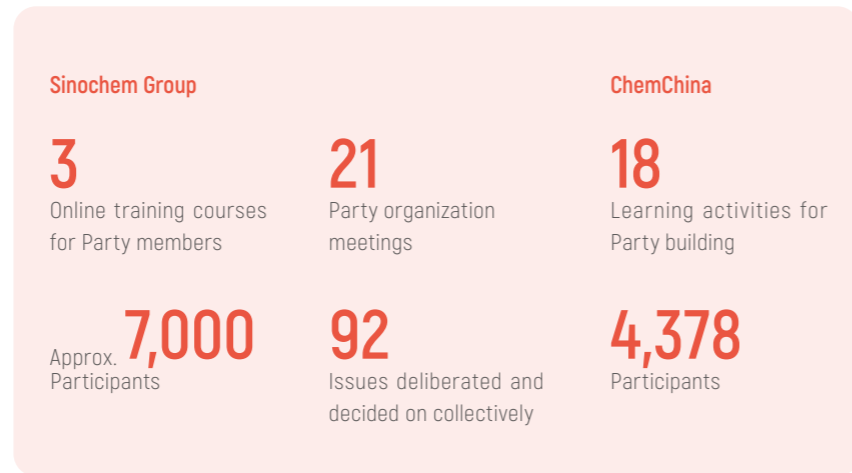 Sinochem Group
3
Online training courses
for Party members
Approx. 7,000
Participants
21
Party organization
meetings
92
Issues deliberated and
decided on collectively
ChemChina
18
Learning activities for
Party building
4,378
Participants